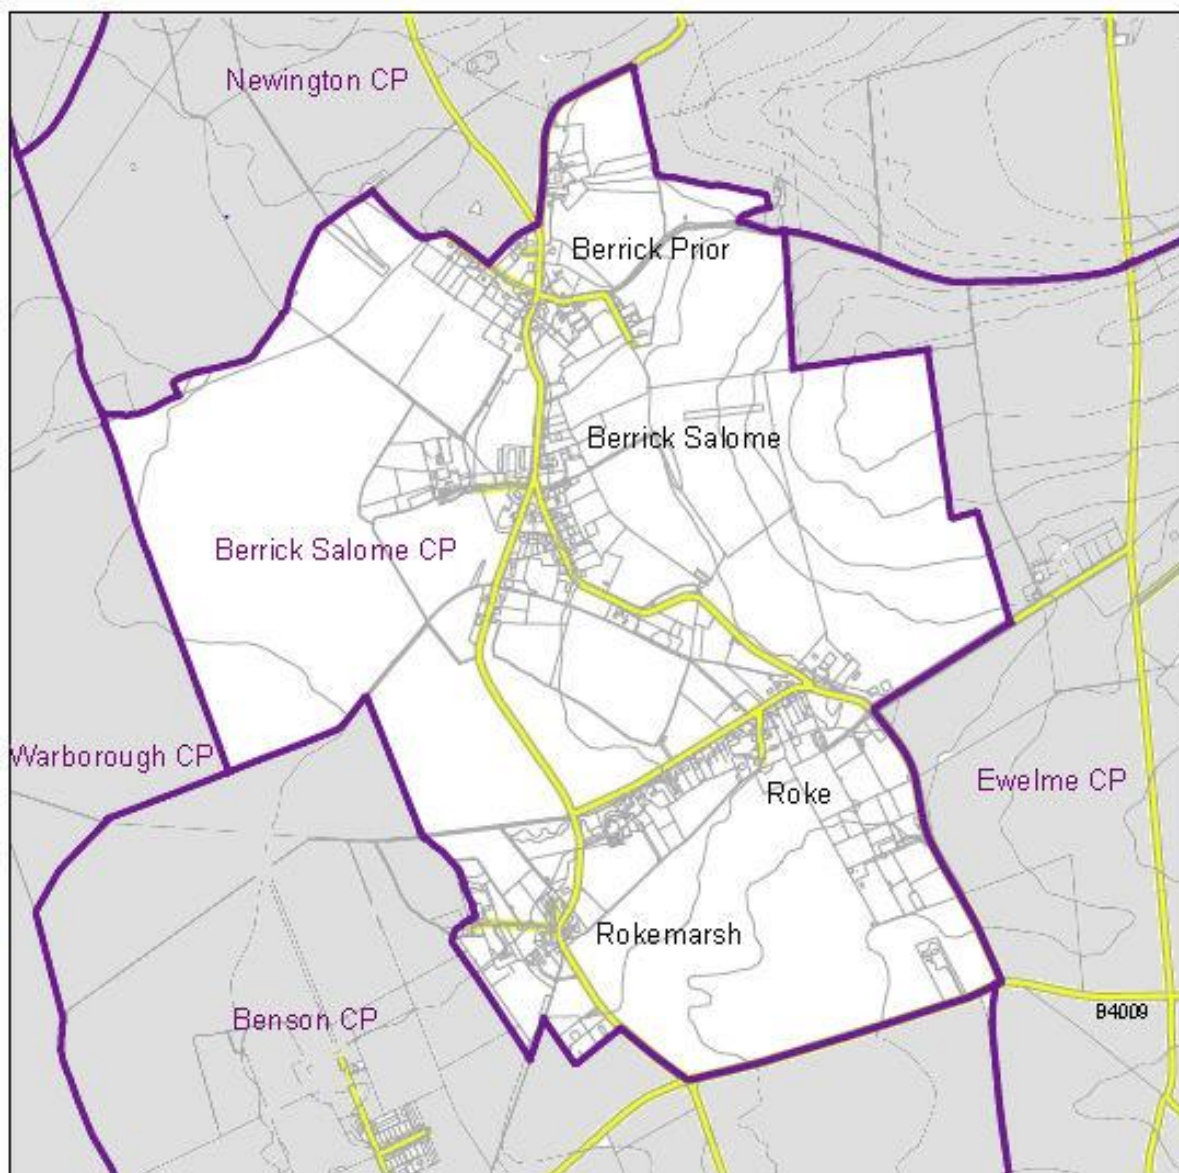 Newington CP
Berrick Prior
Berrick Salome
Berrick Salome CP
Warborough CP
Ewelme CP
Roke
Rokemarsh
Benson CP
B4009